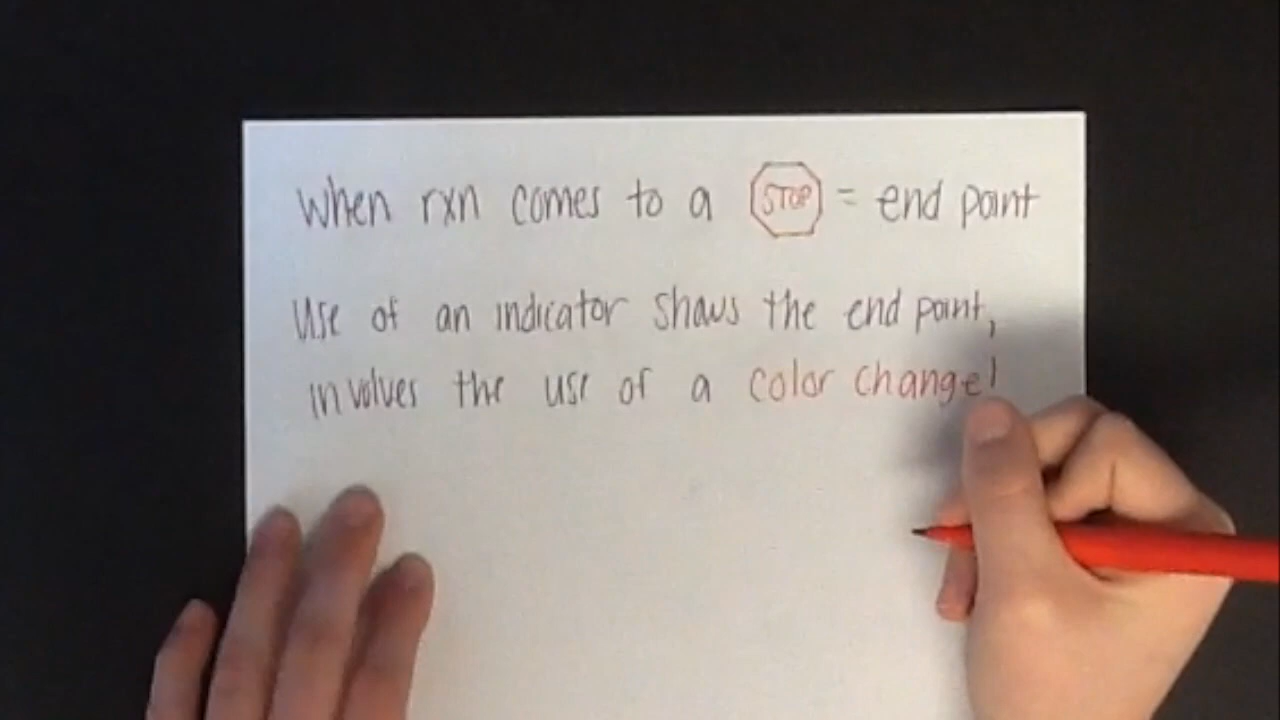 When rxn comes to a STOP = end point
Use of an indicator shows the end point,
involves the use of a color change!